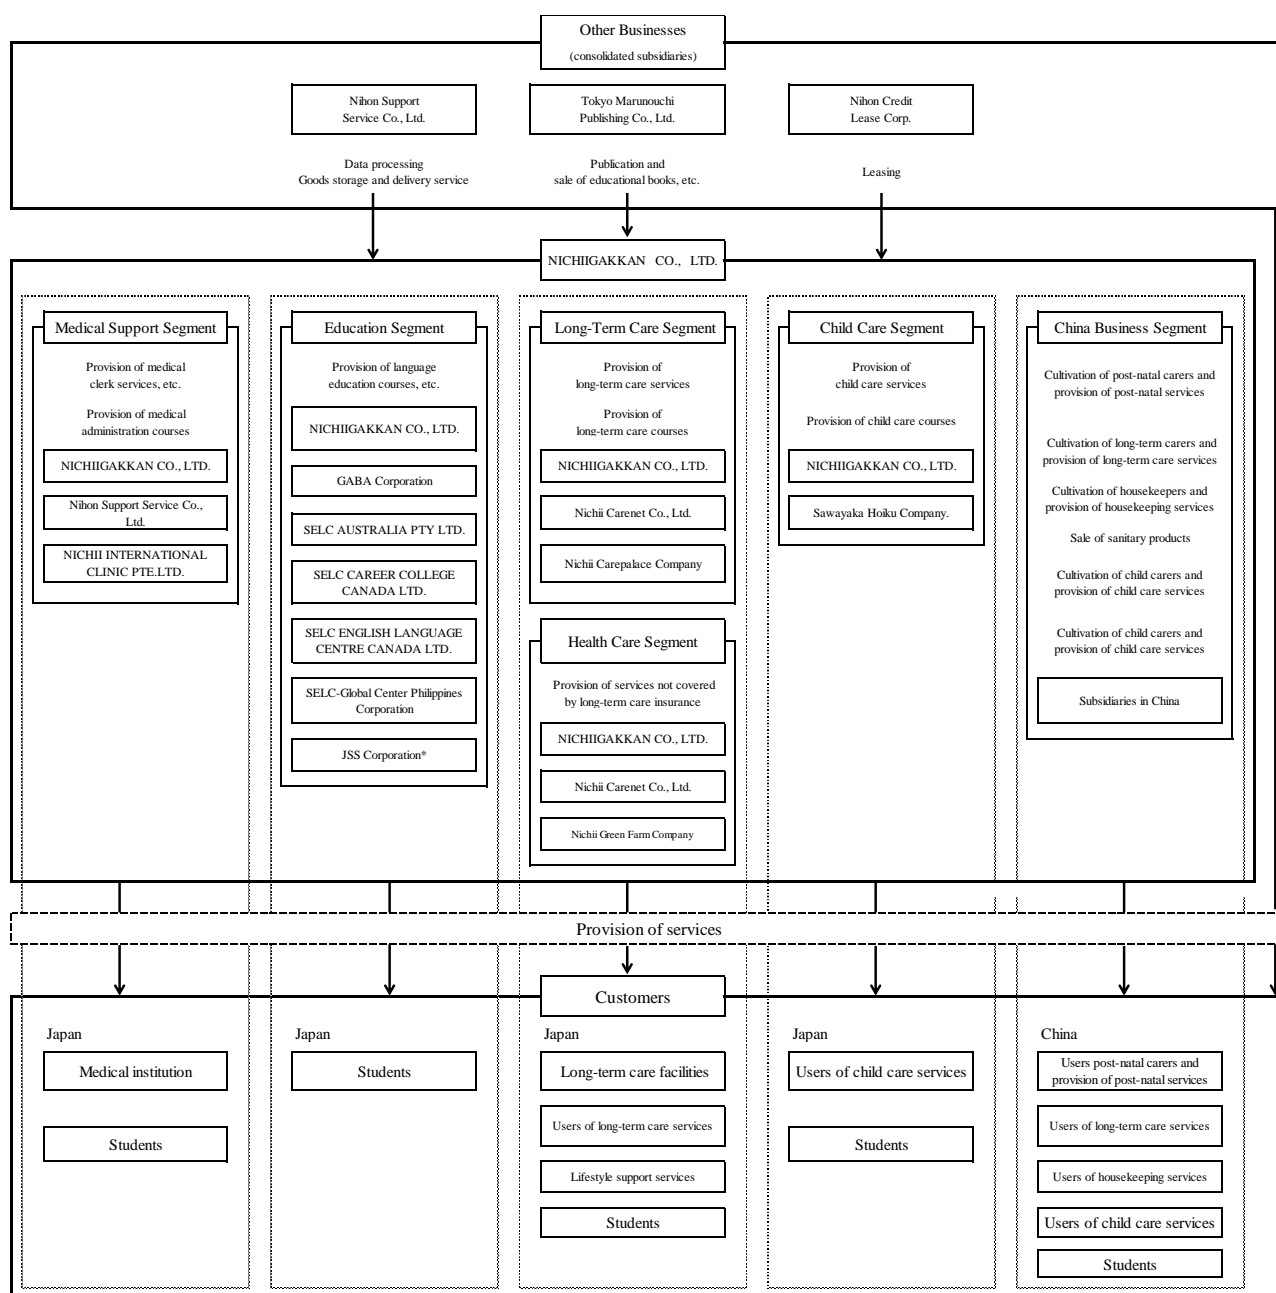 Other Businesses
(consolidated subsidiaries)
Nihon Support
Service Co., Ltd.
Tokyo Marunouchi
Publishing Co., Ltd.
Nihon Credit
Lease Corp.
Data processing
Goods storage and delivery service
Publication and
sale of educational books, etc.
Leasing
NICHIIGAKKAN CO., LTD.
Medical Support Segment
Provision of medical
clerk services, etc.
Provision of medical
administration courses
NICHIIGAKKAN CO., LTD.
Nihon Support Service Co.,
Ltd.
NICHII INTERNATIONAL
CLINIC PTE.LTD.
Education Segment
Provision of language
education courses, etc.
NICHIIGAKKAN CO., LTD.
GABA Corporation
SELC AUSTRALIA PTY LTD.
SELC CAREER COLLEGE
CANADA LTD.
SELC ENGLISH LANGUAGE
CENTRE CANADA LTD.
SELC-Global Center Philippines
Corporation
JSS Corporation*
Long-Term Care Segment
Provision of
long-term care services
Provision of
long-term care courses
NICHIIGAKKAN CO., LTD.
Nichii Carenet Co., Ltd.
Nichii Carepalace Company
Health Care Segment
Provision of services not covered
by long-term care insurance
NICHIIGAKKAN CO., LTD.
Nichii Carenet Co., Ltd.
Nichii Green Farm Company
Child Care Segment
Provision of
child care services
Provision of child care courses
NICHIIGAKKAN CO., LTD.
Sawayaka Hoiku Company.
China Business Segment
Cultivation of post-natal carers and
provision of post-natal services
Cultivation of long-term carers and
provision of long-term care services
Cultivation of housekeepers and
provision of housekeeping services
Sale of sanitary products
Cultivation of child carers and
provision of child care services
Cultivation of child carers and
provision of child care services
Subsidiaries in China
Provision of services
Customers
Japan
Medical institution
Students
Japan
Students
Japan
Long-term care facilities
Users of long-term care services
Lifestyle support services
Students
Japan
Users of child care services
Students
China
Users post-natal carers and
provision of post-natal services
Users of long-term care services
Users of housekeeping services
Users of child care services
Students